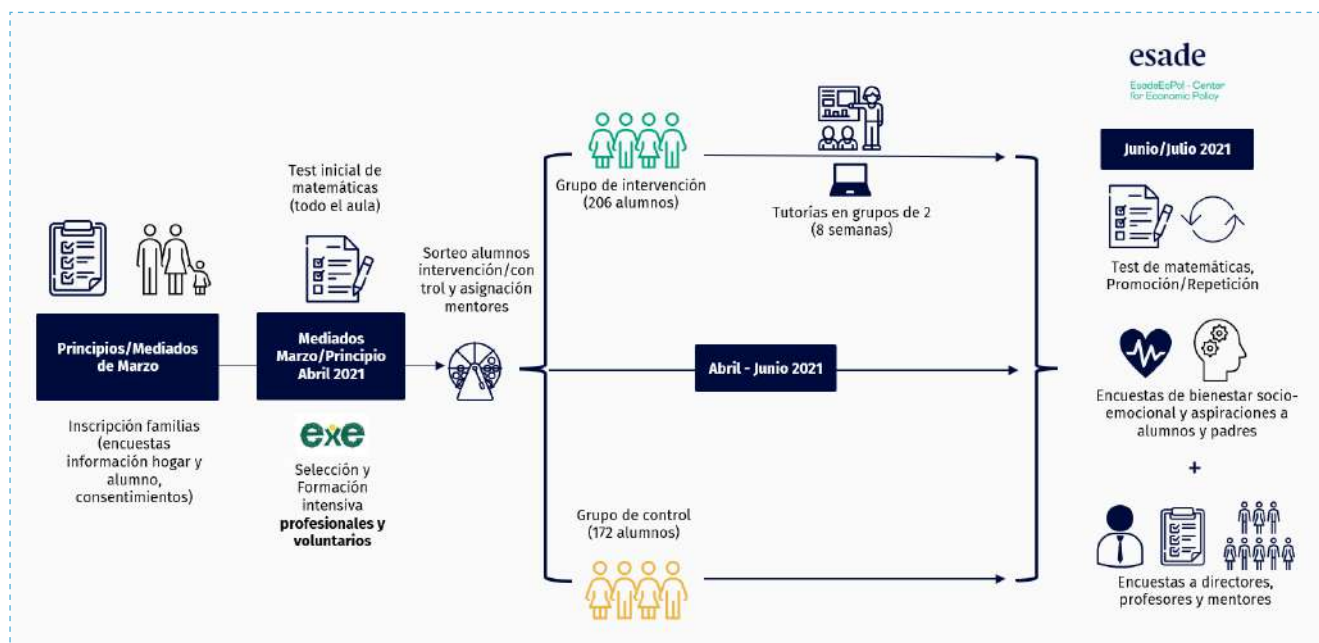 Principios/Mediados
de Marzo
Inscripción familias
(encuestas
información hogar y
alumno,
consentimientos)
Test inicial de
matemáticas
(todo el aula)
Mediados
Marzo/Principio
Abril 2021
exe
Selección y
Formación
intensiva
profesionales y
voluntarios
Sorteo alumnos
intervención/con
trol y asignación
mentores
Grupo de intervención
(206 alumnos)
Tutorías en grupos de 2
(8 semanas)
Abril - Junio 2021
Grupo de control
(172 alumnos)
esade
EsadeEcPol - Center
for Economic Policy
Junio/Julio 2021
Test de matemáticas,
Promoción/Repetición
Encuestas de bienestar socio-
emocional y aspiraciones a
alumnos y padres
+
Encuestas a directores,
profesores y mentores